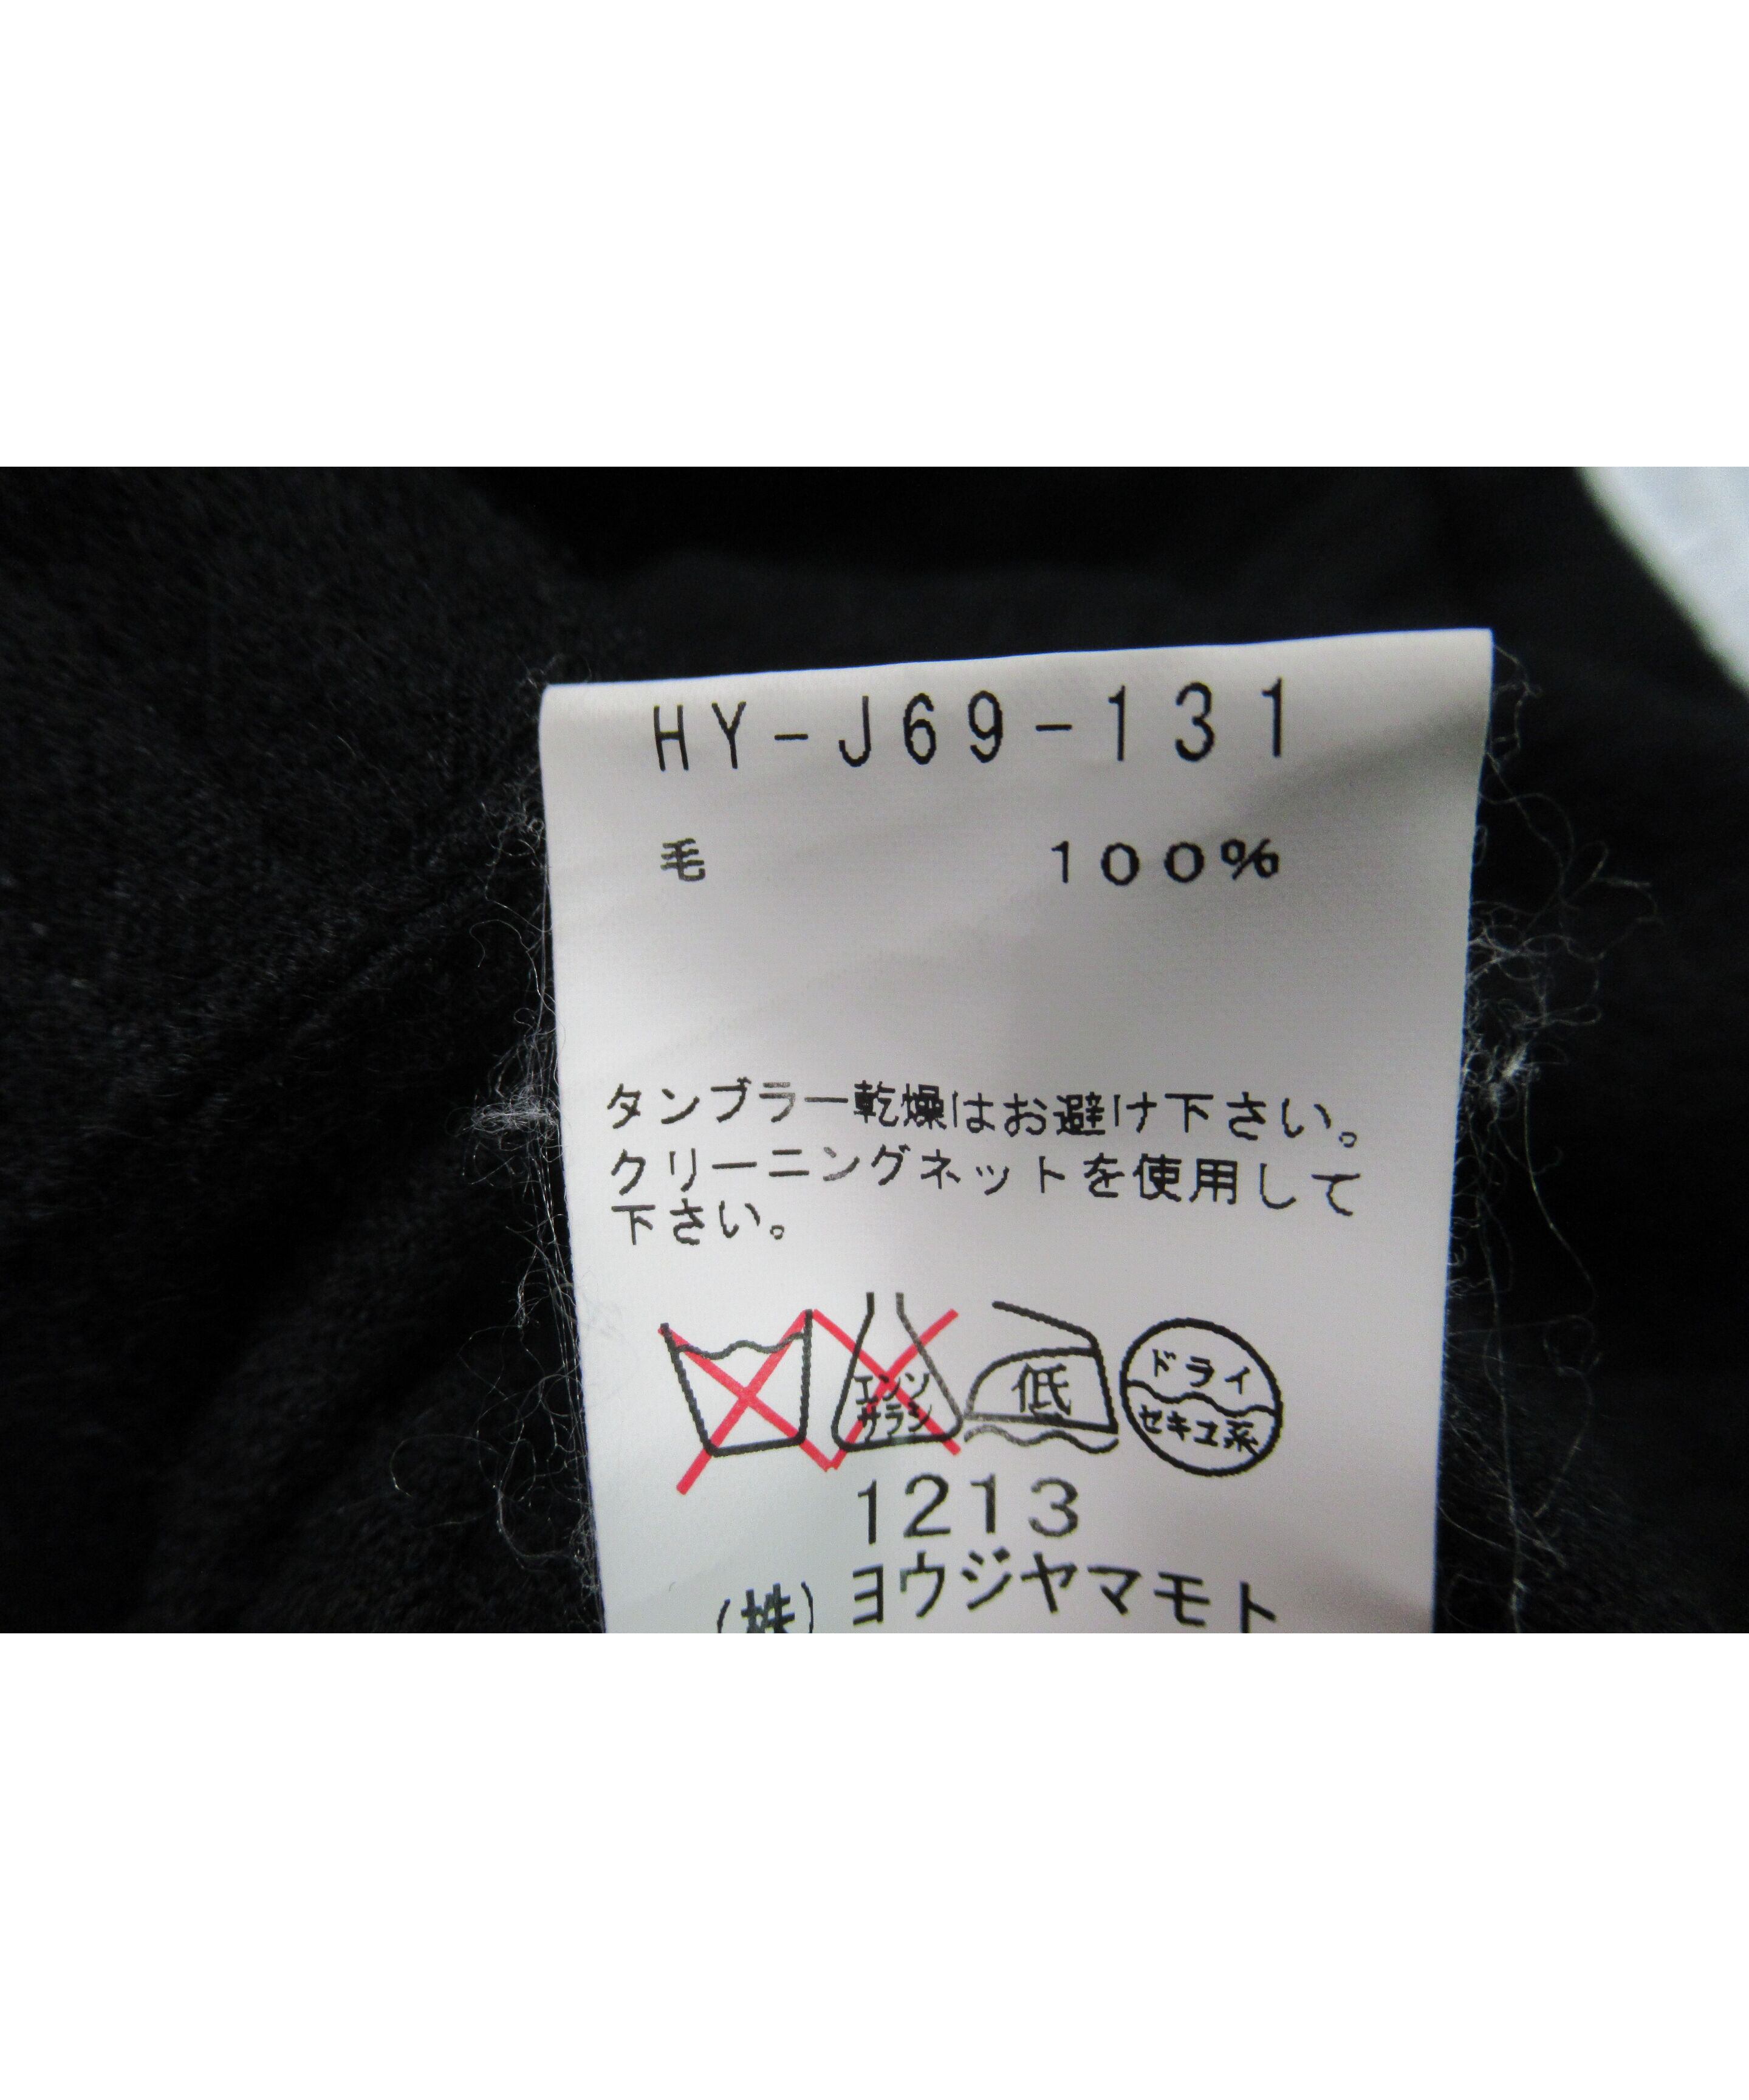 HY-J69-131
毛 100%
タンブラー乾燥はお避け下さい。
クリーニングネットを使用して
下さい。
エンソ
サラシ
低
ドライ
セキユ系
1213
(株)ヨウジヤマモト